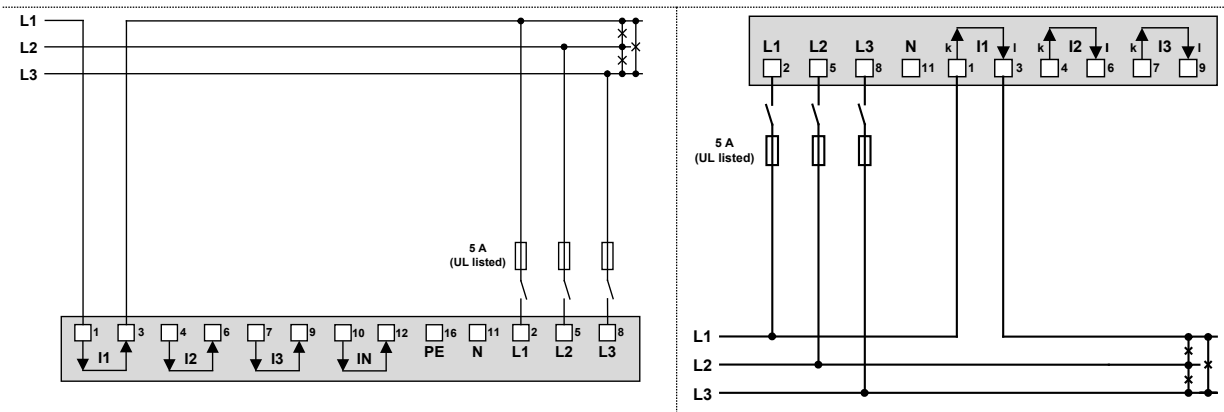 L1
L2
L3
5 A
(UL listed)
1 3 4 6 7 9 10 12 16 11 2 5 8
I1 I2 I3 IN PE N L1 L2 L3
L1 L2 L3 N k I1 l k I2 l k I3 l
2 5 8 11 1 3 4 6 7 9
5 A
(UL listed)
L1
L2
L3